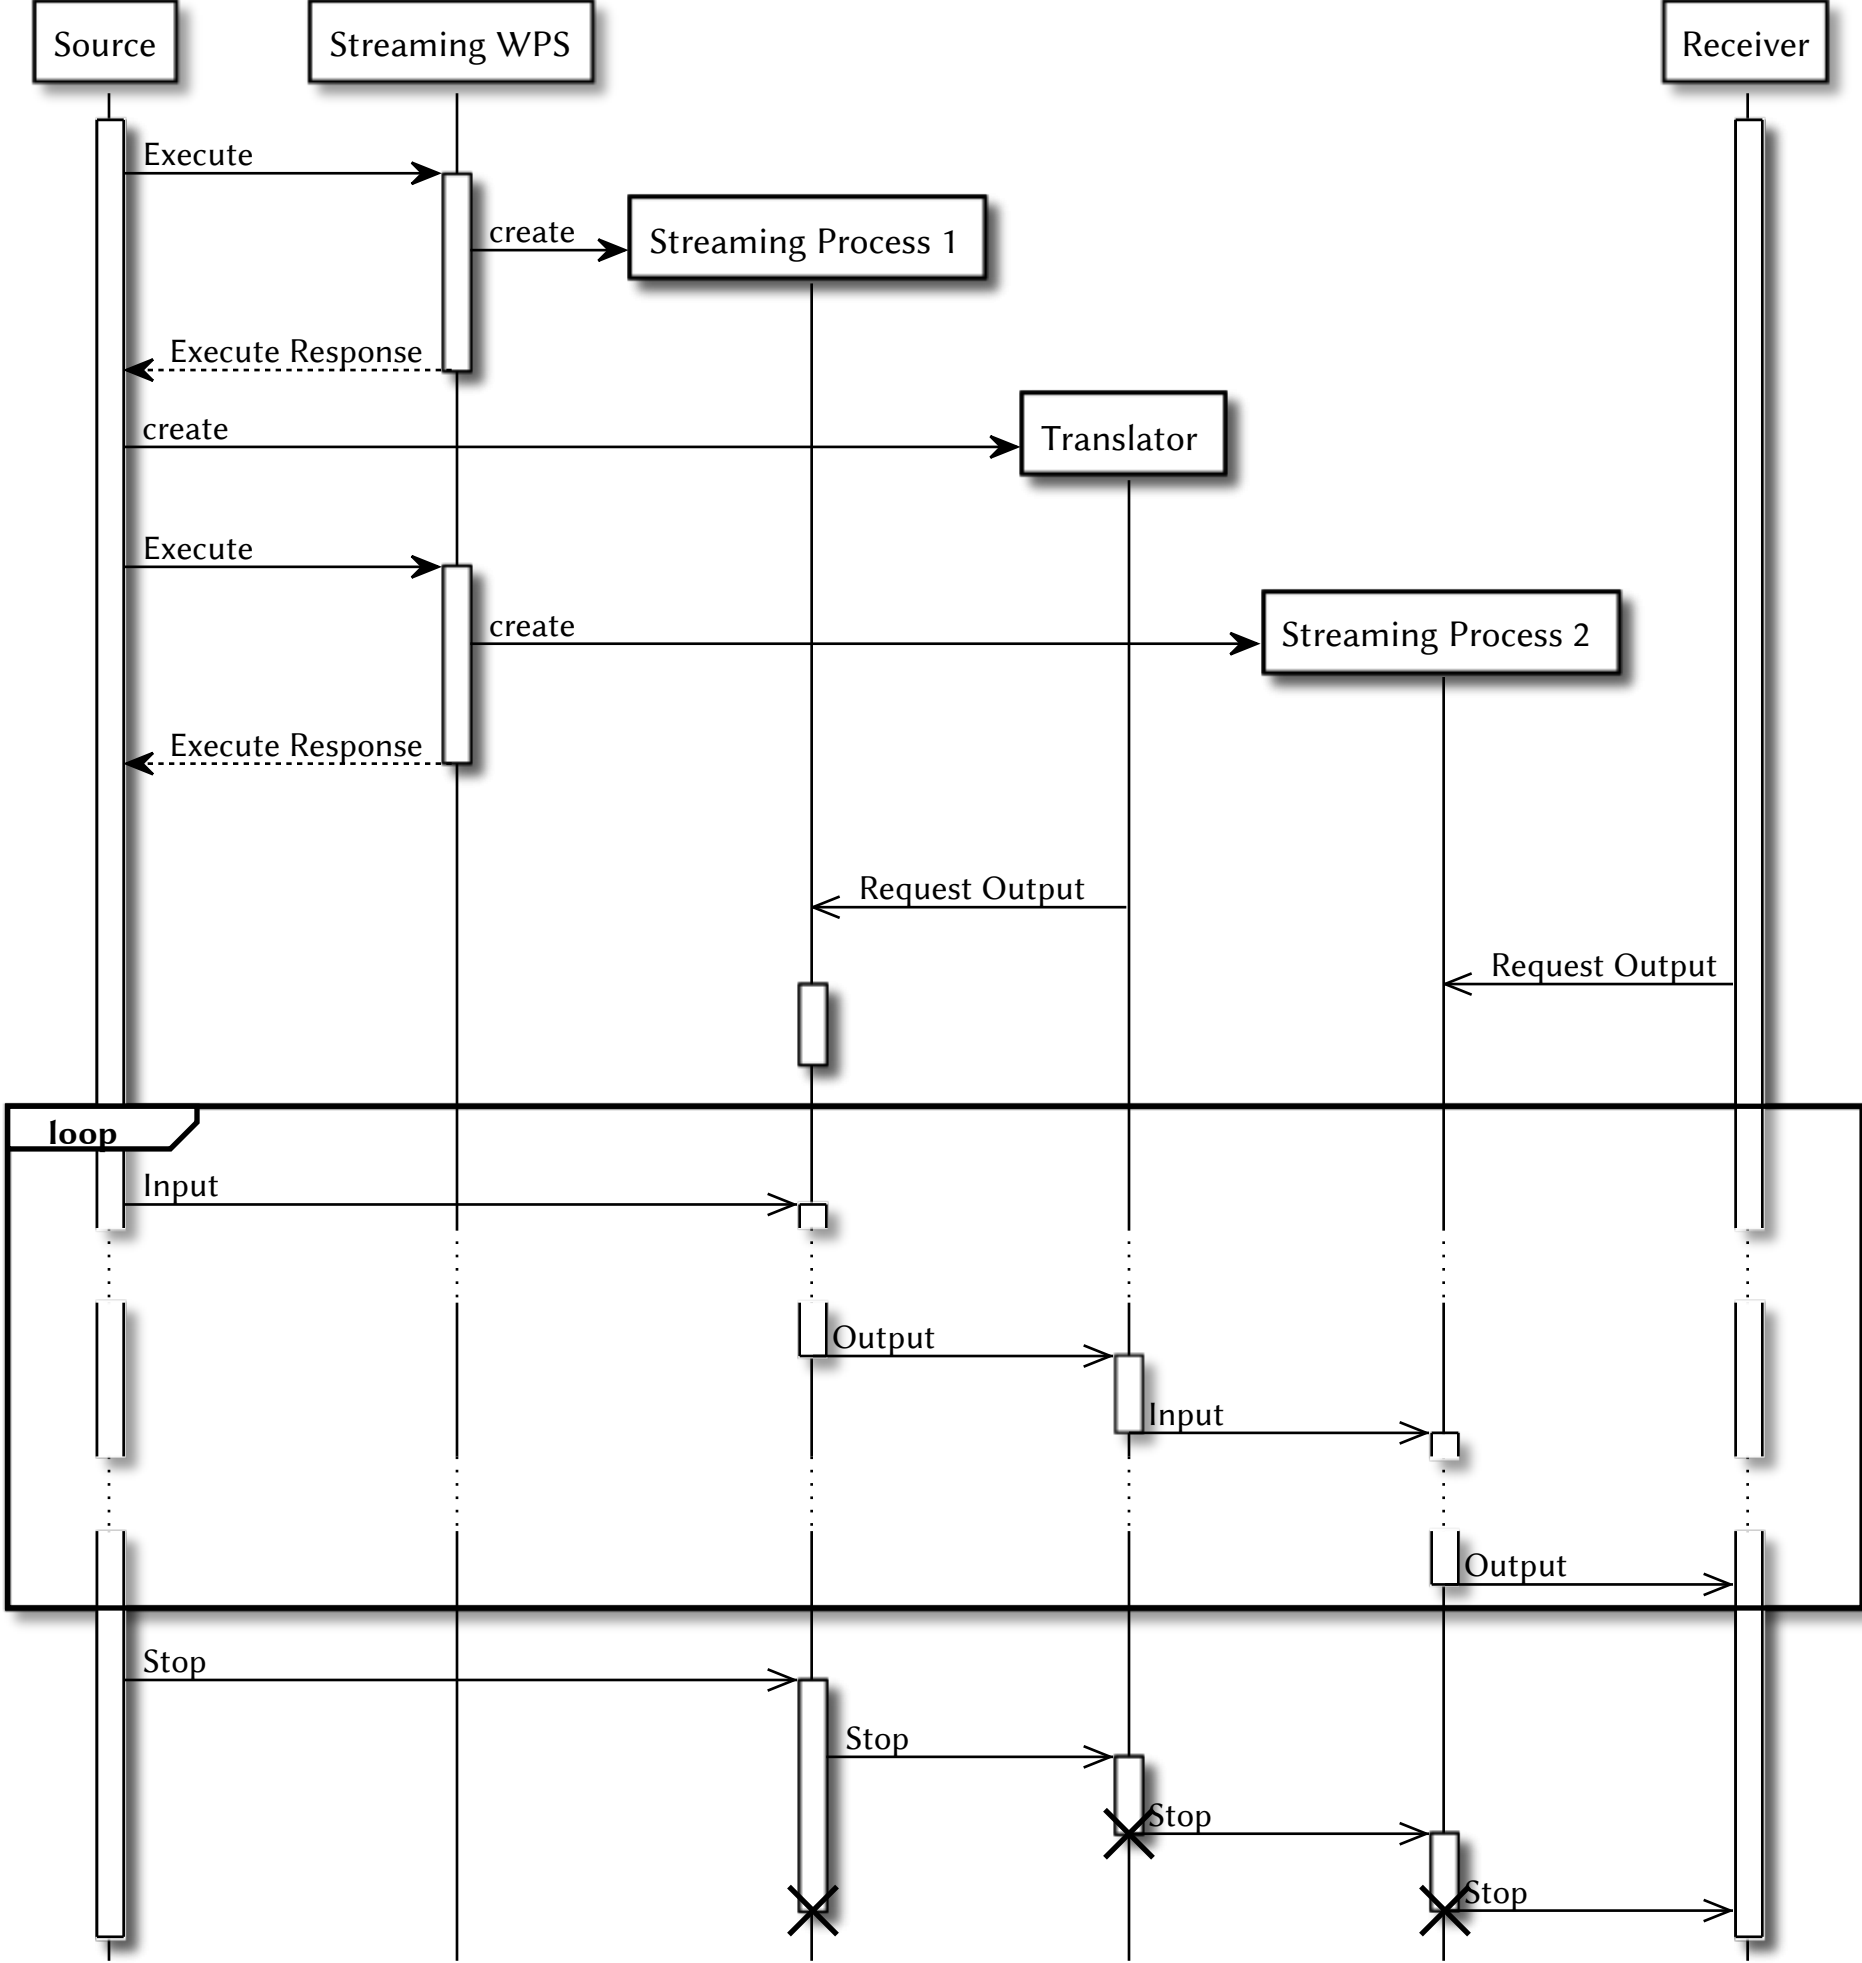 Source
Streaming WPS
Receiver
Execute
create
Streaming Process 1
Execute Response
create
Translator
Execute
create
Streaming Process 2
Execute Response
Request Output
Request Output
loop
Input
Output
Input
Output
Stop
Stop
Stop
Stop